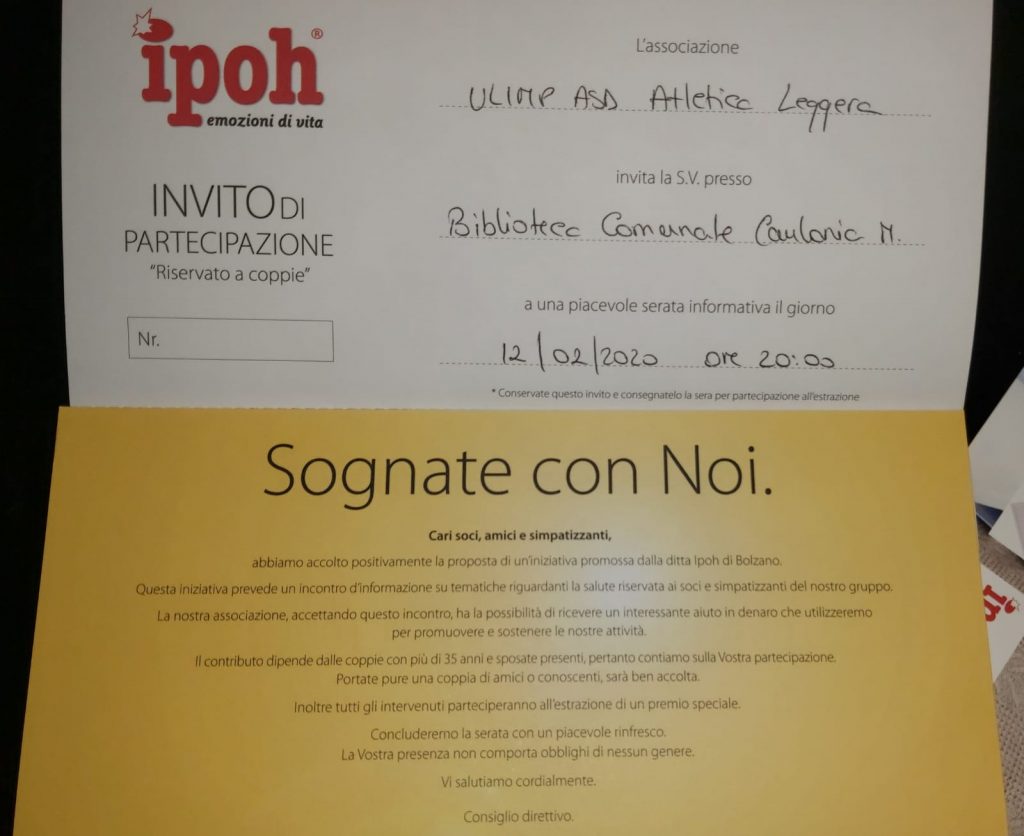 ipoh®
emozioni di vita
INVITO DI
PARTECIPAZIONE
"Riservato a coppie"
Nr.
L'associazione
ULIMP ASD Atletica Leggera
invita la S.V. presso
Biblioteca Comunale Caulonia M.
a una piacevole serata informativa il giorno
12/02/2020 ore 20:00
* Conservate questo invito e consegnatelo la sera per partecipazione all'estrazione
Sognate con Noi.
Cari soci, amici e simpatizzanti,
abbiamo accolto positivamente la proposta di un'iniziativa promossa dalla ditta Ipoh di Bolzano.
Questa iniziativa prevede un incontro d'informazione su tematiche riguardanti la salute riservata ai soci e simpatizzanti del nostro gruppo.
La nostra associazione, accettando questo incontro, ha la possibilità di ricevere un interessante aiuto in denaro che utilizzeremo
per promuovere e sostenere le nostre attività.
Il contributo dipende dalle coppie con più di 35 anni e sposate presenti, pertanto contiamo sulla Vostra partecipazione.
Portate pure una coppia di amici o conoscenti, sarà ben accolta.
Inoltre tutti gli intervenuti parteciperanno all'estrazione di un premio speciale.
Concluderemo la serata con un piacevole rinfresco.
La Vostra presenza non comporta obblighi di nessun genere.
Vi salutiamo cordialmente.
Consiglio direttivo.